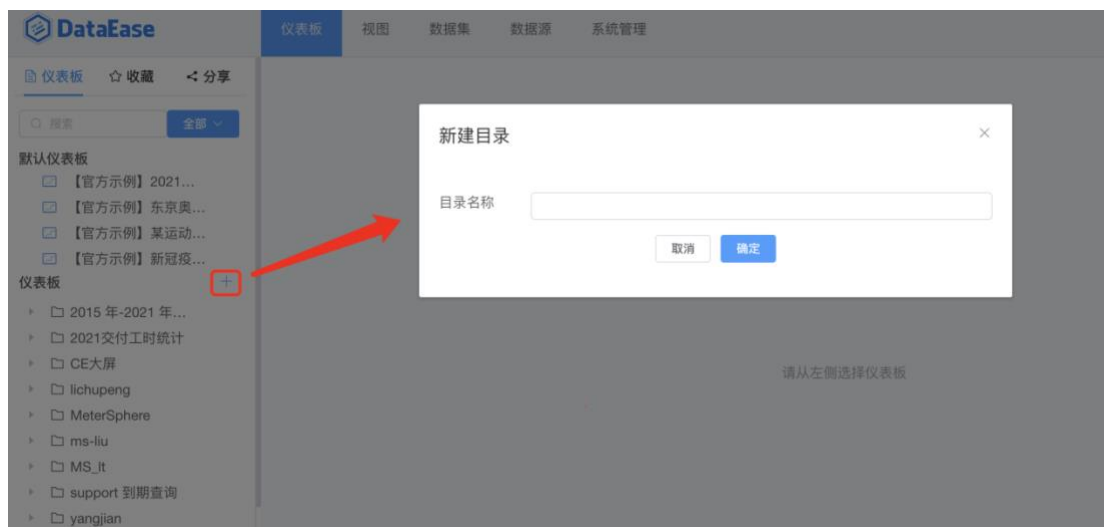 DataEase
仪表板 视图 数据集 数据源 系统管理
仪表板 收藏 分享
搜索 全部
默认仪表板
【官方示例】2021...
【官方示例】东京奥...
【官方示例】某运动...
【官方示例】新冠疫...
仪表板
2015 年-2021 年...
2021交付工时统计
CE大屏
lichupeng
MeterSphere
ms-liu
MS_lt
support 到期查询
yangjian
新建目录
目录名称
取消 确定
请从左侧选择仪表板